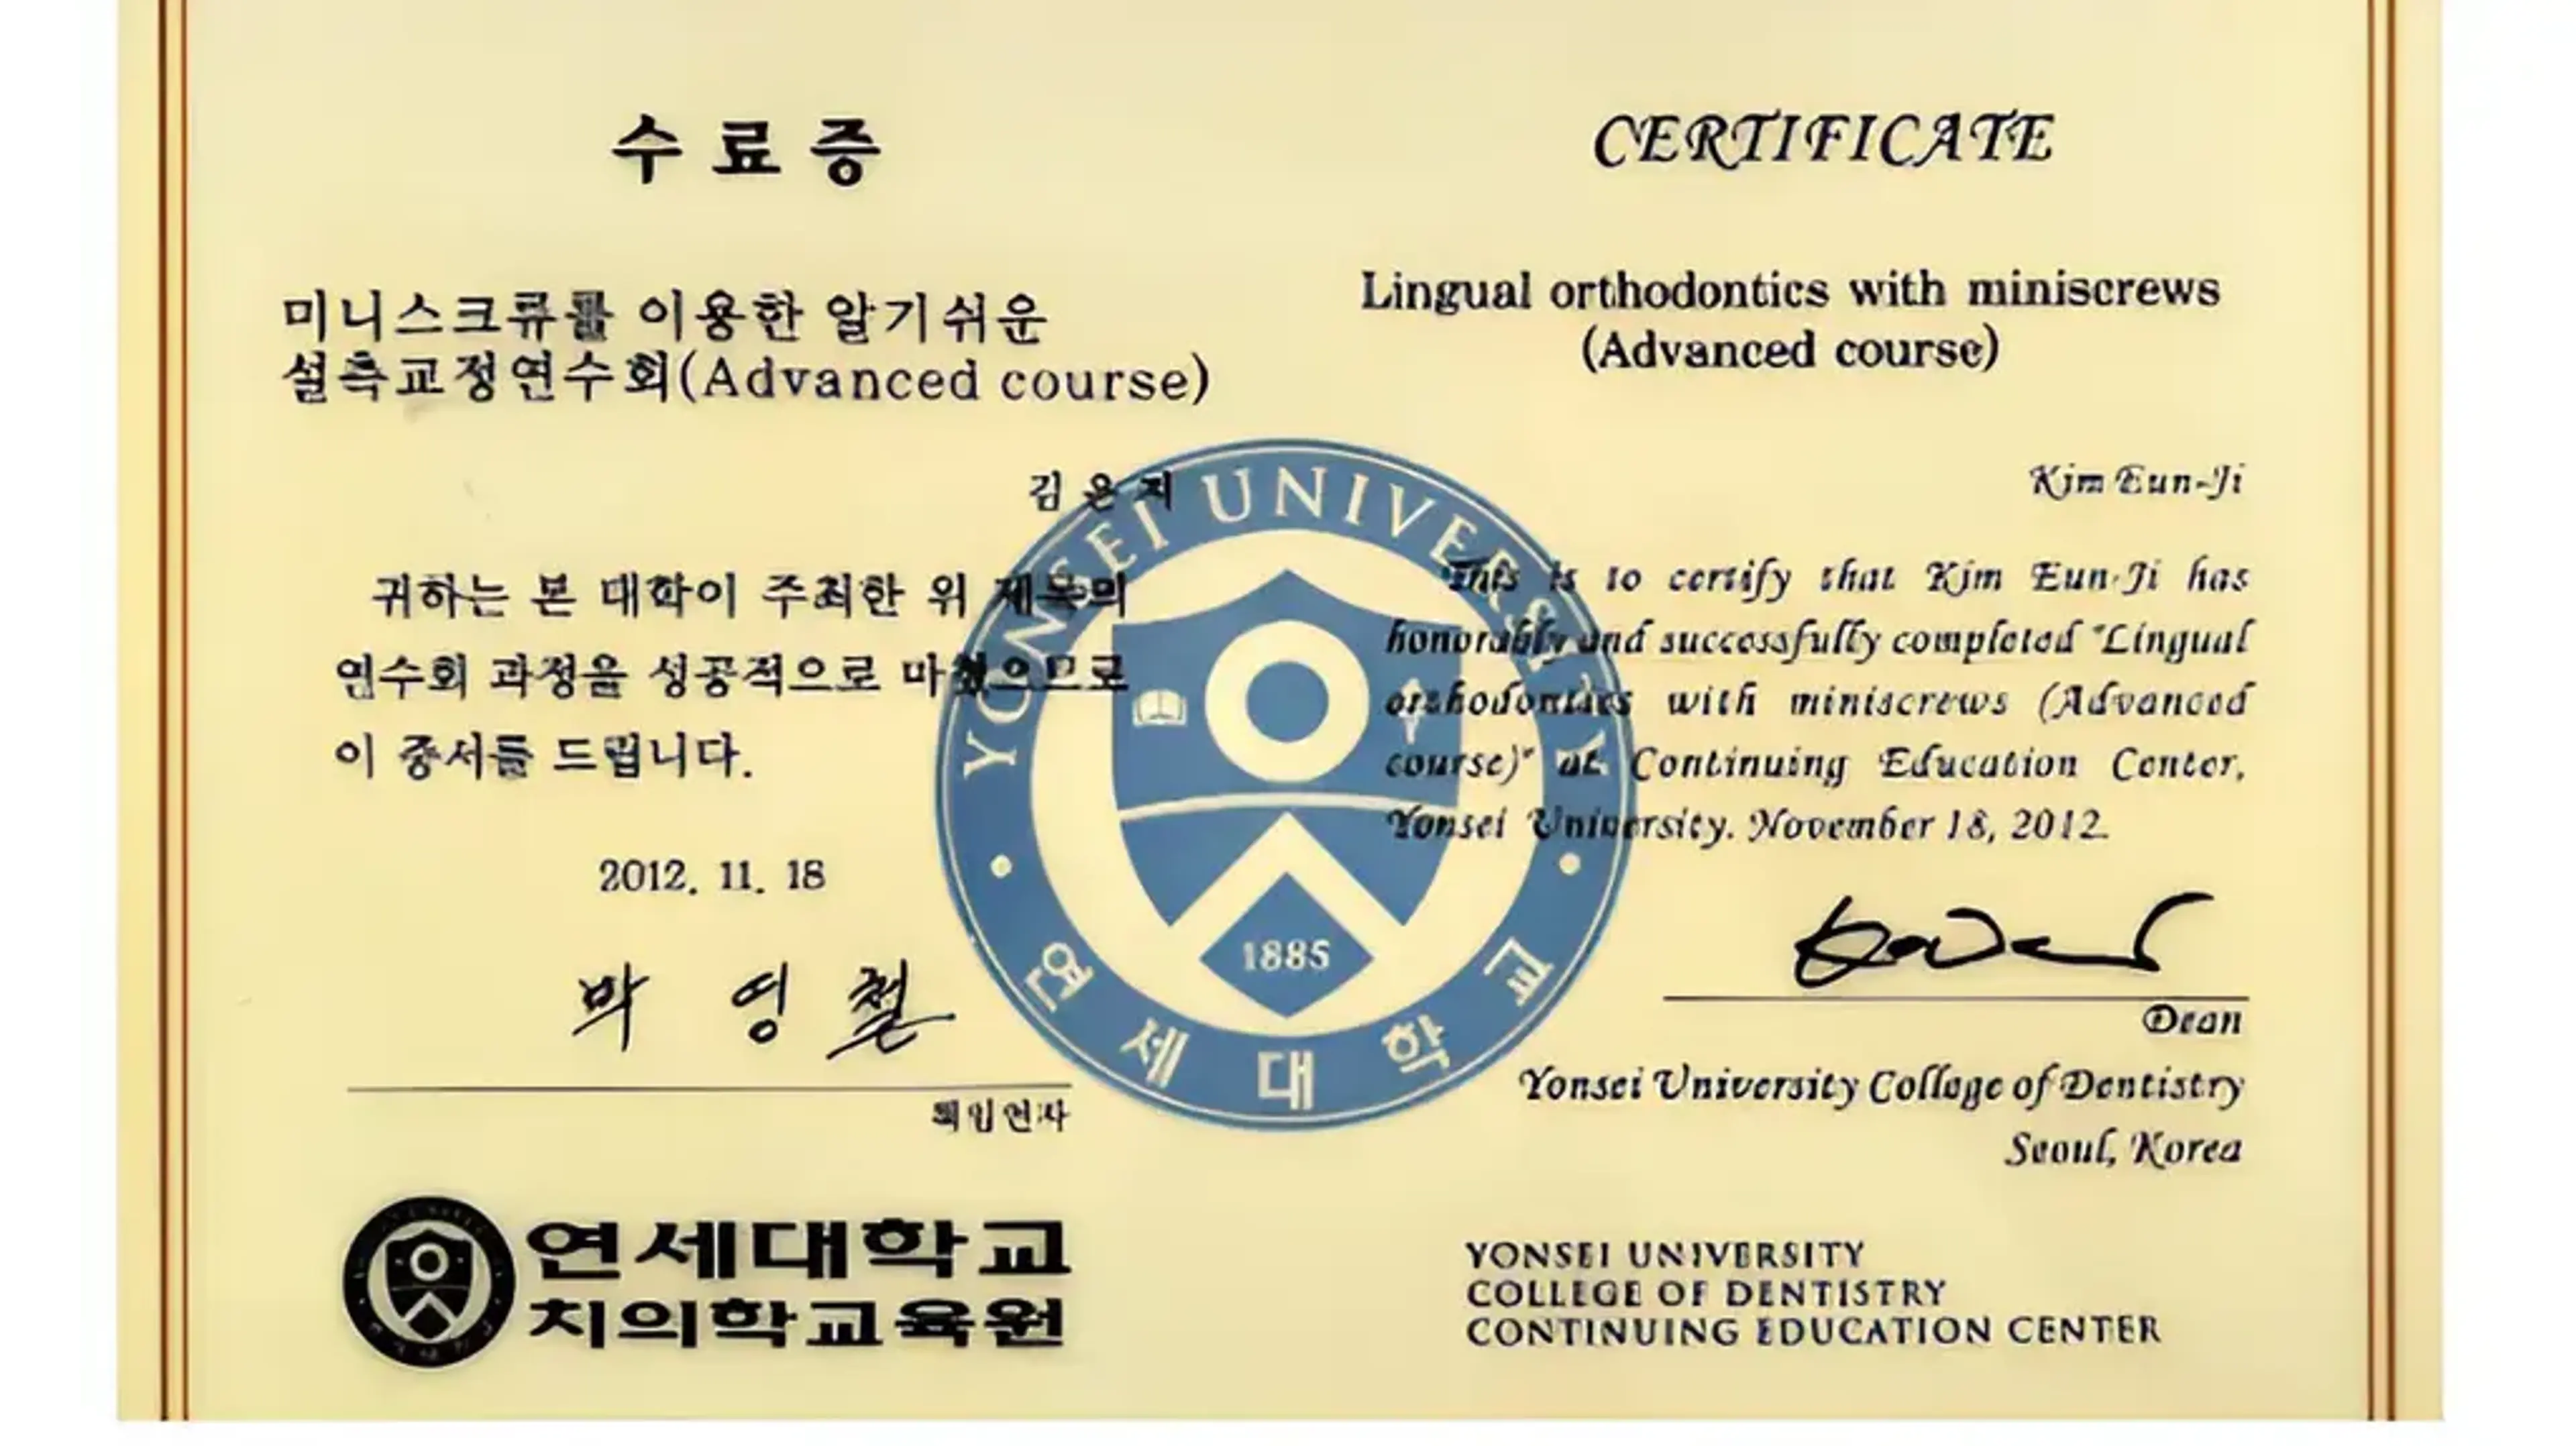 수료증
미니스크류를 이용한 알기쉬운
설측교정연수회(Advanced course)
김은지
귀하는 본 대학이 주최한 위 제목의
연수회 과정을 성공적으로 마쳤으므로
이 증서를 드립니다.
2012. 11. 18
박영철
책임연자
연세대학교
치의학교육원
YONSEI UNIVERSITY
1885
연세대학교
CERTIFICATE
Lingual orthodontics with miniscrews
(Advanced course)
Kim Eun-Ji
This is to certify that Kim Eun-Ji has
honorably and successfully completed "Lingual
orthodontics with miniscrews (Advanced
course)" at Continuing Education Center,
Yonsei University. November 18, 2012.
Dean
Yonsei University College of Dentistry
Seoul, Korea
YONSEI UNIVERSITY
COLLEGE OF DENTISTRY
CONTINUING EDUCATION CENTER